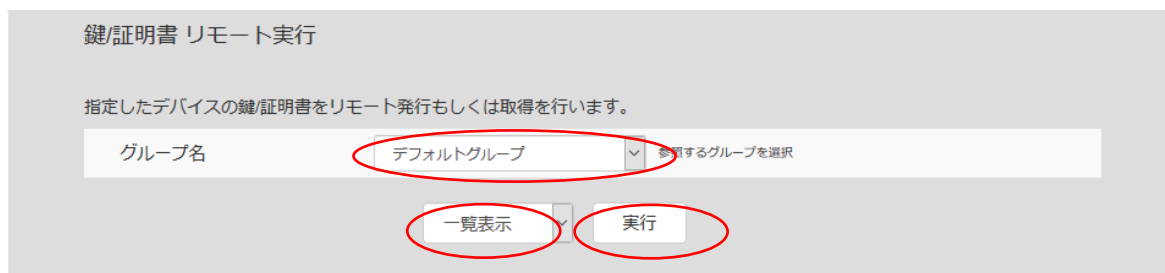 鍵/証明書 リモート実行
指定したデバイスの鍵/証明書をリモート発行もしくは取得を行います。
グループ名 デフォルトグループ 参照するグループを選択
一覧表示 実行